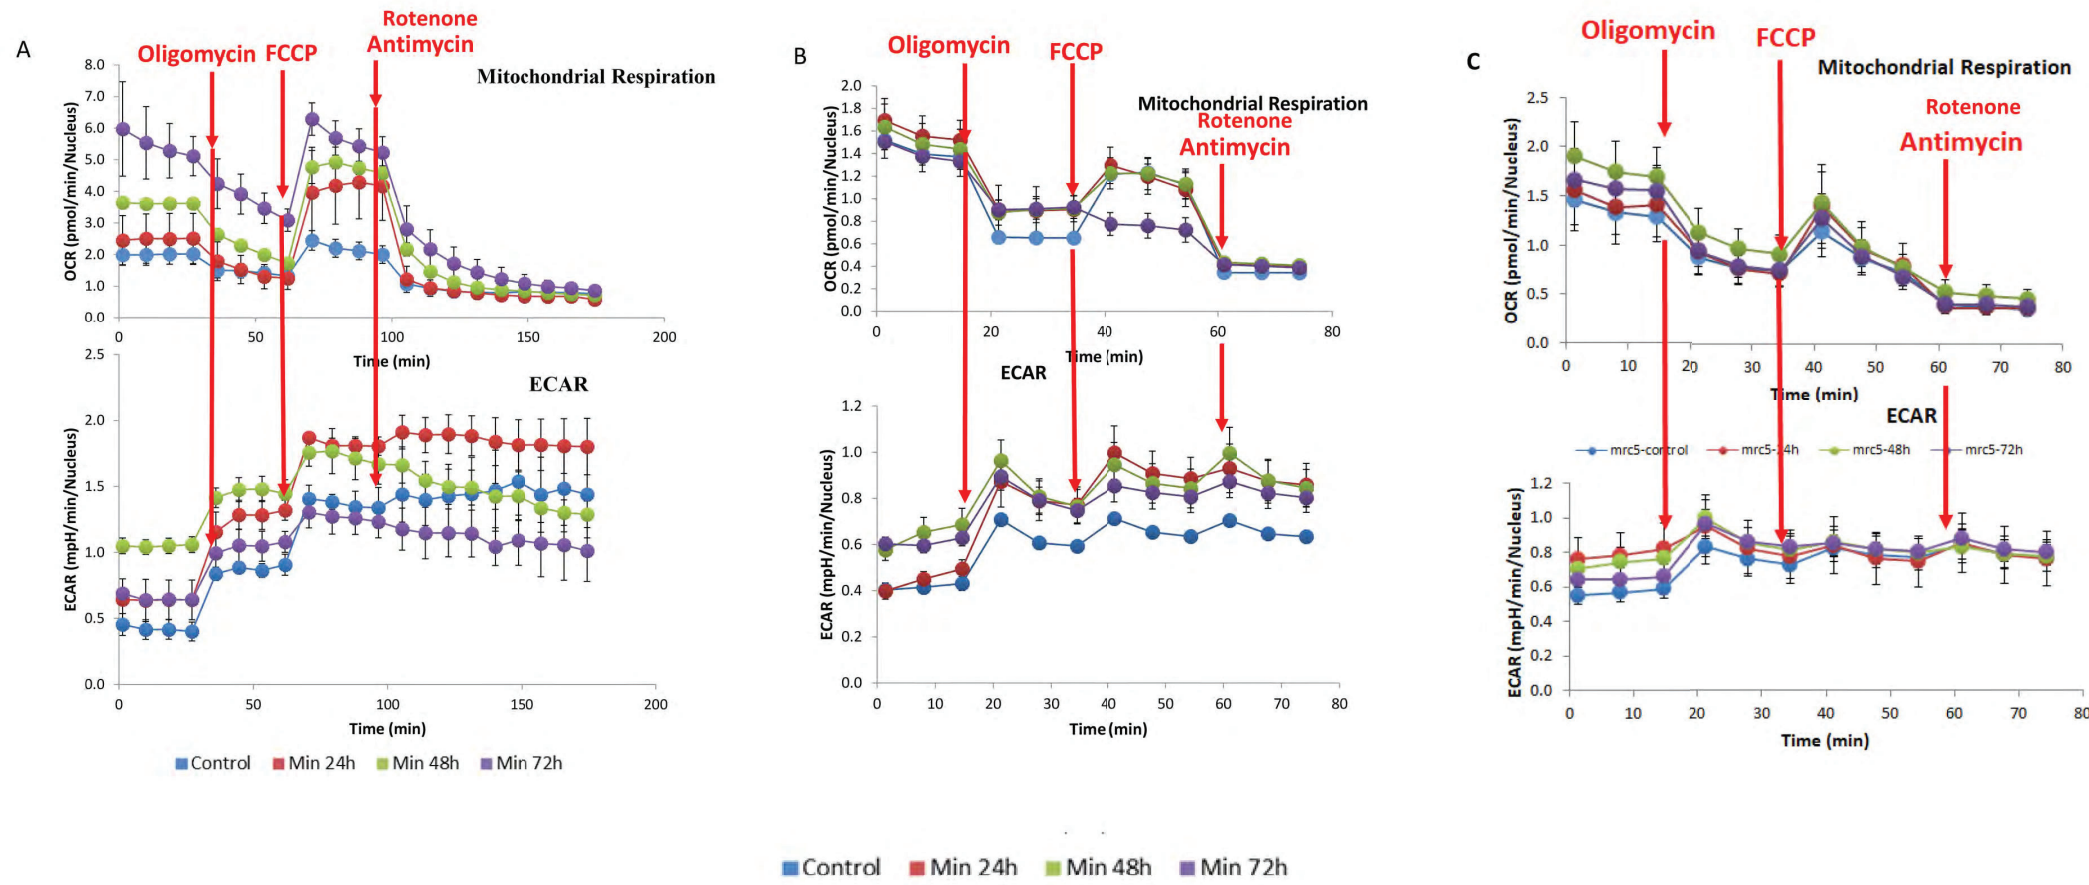 A
Oligomycin
FCCP
Rotenone
Antimycin
Mitochondrial Respiration
OCR (pmol/min/Nucleus)
8.0
7.0
6.0
5.0
4.0
3.0
2.0
1.0
0.0
0 50 100 150 200
Time (min)
ECAR
ECAR (mpH/min/Nucleus)
2.5
2.0
1.5
1.0
0.5
0.0
0 50 100 150 200
Time (min)
Control Min 24h Min 48h Min 72h
B
Oligomycin
FCCP
Mitochondrial Respiration
Rotenone
Antimycin
OCR (pmol/min/Nucleus)
2.0
1.8
1.6
1.4
1.2
1.0
0.8
0.6
0.4
0.2
0.0
0 20 40 60 80
Time (min)
ECAR
ECAR (mpH/min/Nucleus)
1.2
1.0
0.8
0.6
0.4
0.2
0.0
0 10 20 30 40 50 60 70 80
Time (min)
C
Oligomycin
FCCP
Mitochondrial Respiration
Rotenone
Antimycin
OCR (pmol/min/Nucleus)
2.5
2.0
1.5
1.0
0.5
0.0
0 10 20 30 40 50 60 70 80
Time (min)
ECAR
mrc5-control mrc5-24h mrc5-48h mrc5-72h
ECAR (mpH/min/Nucleus)
1.2
1.0
0.8
0.6
0.4
0.2
0.0
0 10 20 30 40 50 60 70 80
Time (min)
Control Min 24h Min 48h Min 72h